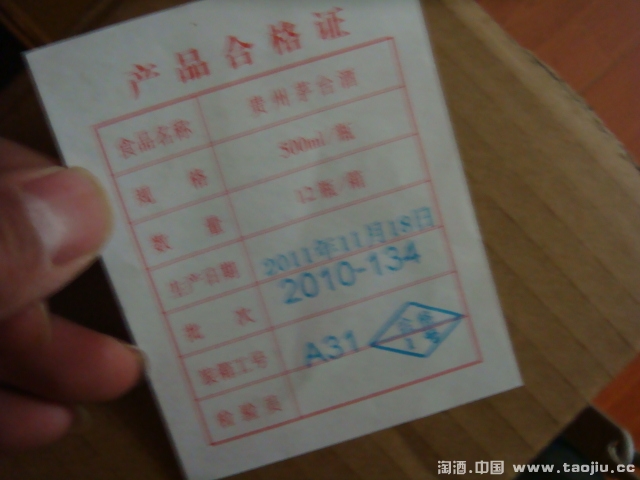 产品合格证
食品名称 贵州茅台酒
规格 500ml/瓶
数量 12瓶/箱
生产日期 2011年11月18日
批次 2010-134
装箱工号 A31
检验员
淘酒.中国 www.taojiu.cc